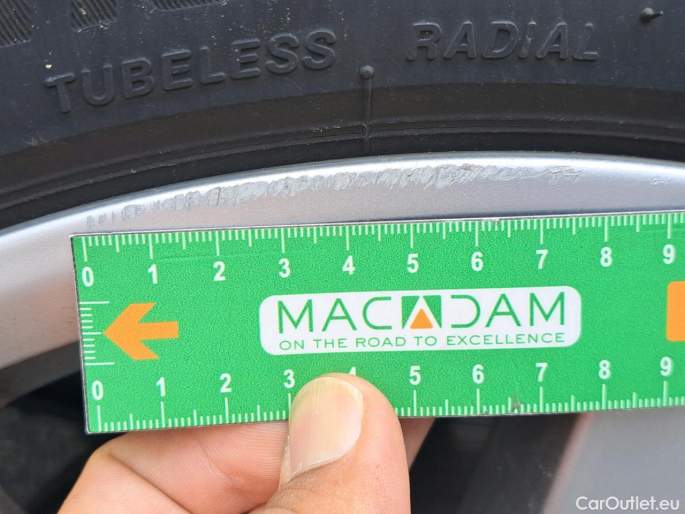 TUBELESS RADIAL
0 1 2 3 4 5 6 7 8 9
MACADAM
ON THE ROAD TO EXCELLENCE
0 1 2 3 4 5 6 7 8 9
CarOutlet.eu